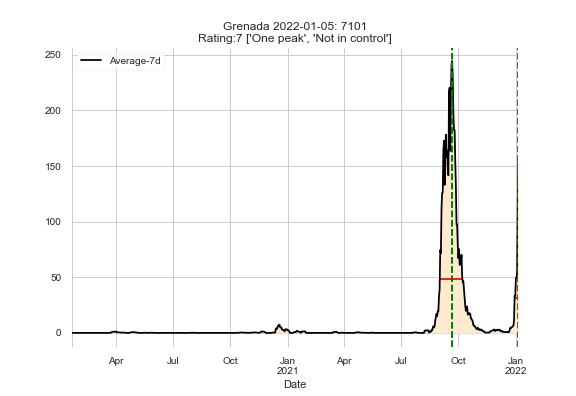 Grenada 2022-01-05: 7101
Rating:7 ['One peak', 'Not in control']
Average-7d
250
200
150
100
50
0
Apr Jul Oct Jan Apr Jul Oct Jan
2021 2022
Date